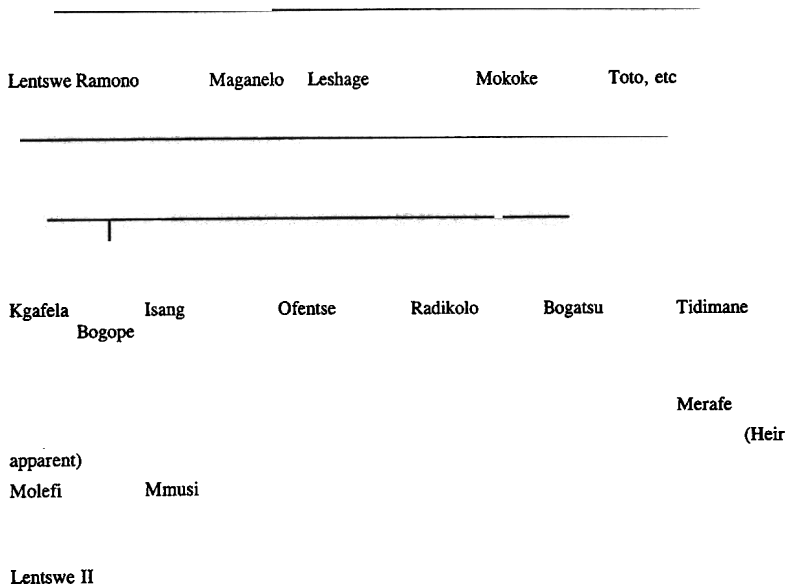 Lentswe Ramono Maganelo Leshage Mokoke Toto, etc
Kgafela Isang Ofentse Radikolo Bogatsu Tidimane
Bogope
Merafe
(Heir
apparent)
Molefi Mmusi
Lentswe II